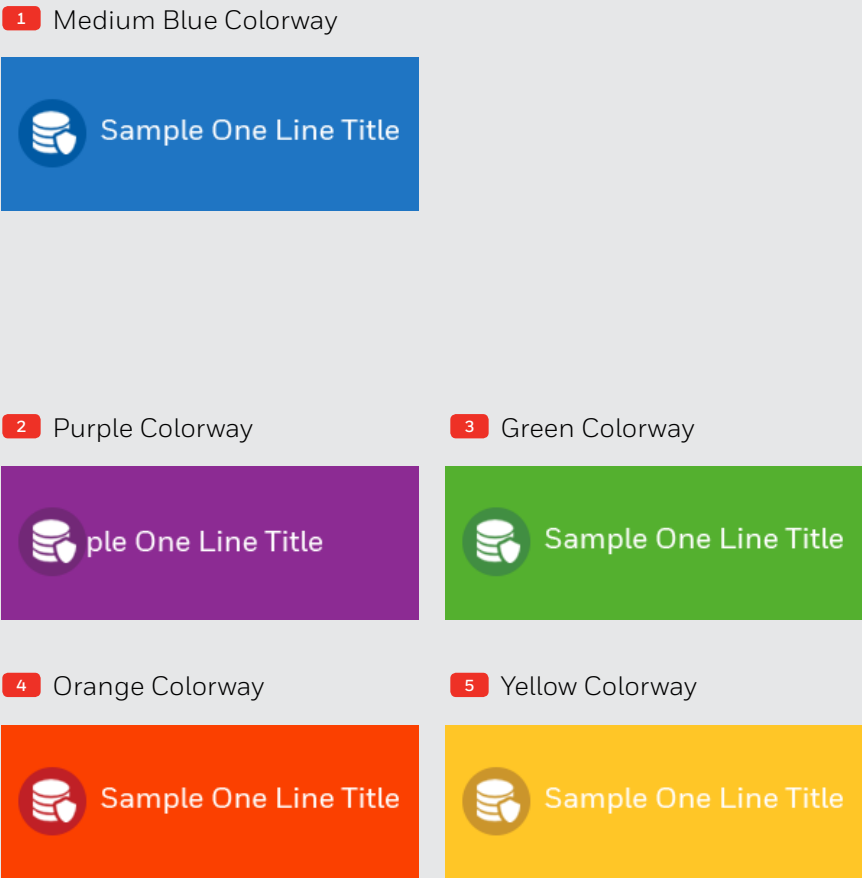 1 Medium Blue Colorway
Sample One Line Title
2 Purple Colorway
ple One Line Title
3 Green Colorway
Sample One Line Title
4 Orange Colorway
Sample One Line Title
5 Yellow Colorway
Sample One Line Title